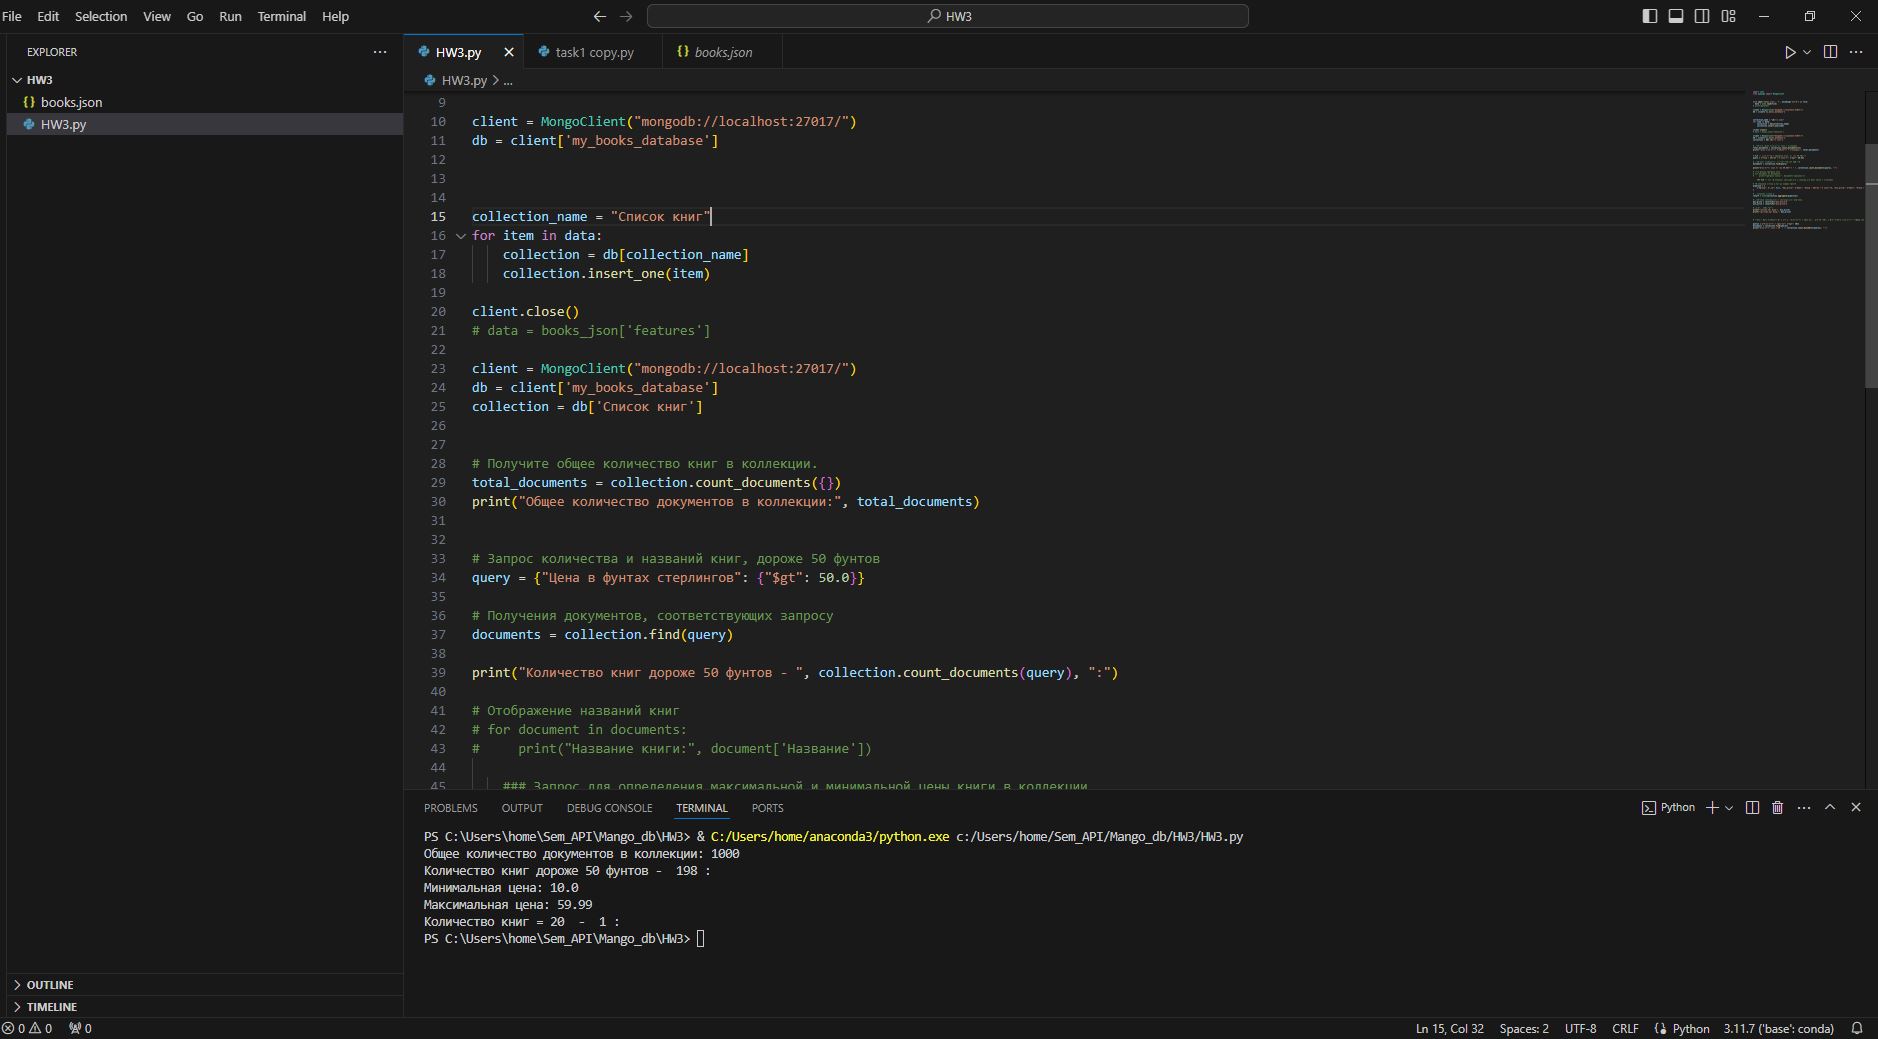 File Edit Selection View Go Run Terminal Help
HW3
EXPLORER
HW3
books.json
HW3.py
HW3.py
task1 copy.py
books.json
HW3.py > ...
9
10 client = MongoClient("mongodb://localhost:27017/")
11 db = client['my_books_database']
12
13
14
15 collection_name = "Список книг"
16 for item in data:
17 collection = db[collection_name]
18 collection.insert_one(item)
19
20 client.close()
21 # data = books_json['features']
22
23 client = MongoClient("mongodb://localhost:27017/")
24 db = client['my_books_database']
25 collection = db['Список книг']
26
27
28 # Получите общее количество книг в коллекции.
29 total_documents = collection.count_documents({})
30 print("Общее количество документов в коллекции:", total_documents)
31
32
33 # Запрос количества и названий книг, дороже 50 фунтов
34 query = {"Цена в фунтах стерлингов": {"$gt": 50.0}}
35
36 # Получения документов, соответствующих запросу
37 documents = collection.find(query)
38
39 print("Количество книг дороже 50 фунтов - ", collection.count_documents(query), ":")
40
41 # Отображение названий книг
42 # for document in documents:
43 #     print("Название книги:", document['Название'])
44
45 ### Запрос для определения максимальной и минимальной цены книги в коллекции
PROBLEMS OUTPUT DEBUG CONSOLE TERMINAL PORTS
Python
PS C:\Users\home\Sem_API\Mango_db\HW3> & C:/Users/home/anaconda3/python.exe c:/Users/home/Sem_API/Mango_db/HW3/HW3.py
Общее количество документов в коллекции: 1000
Количество книг дороже 50 фунтов -  198 :
Минимальная цена: 10.0
Максимальная цена: 59.99
Количество книг = 20  -  1 :
PS C:\Users\home\Sem_API\Mango_db\HW3>
OUTLINE
TIMELINE
0 0 0
Ln 15, Col 32 Spaces: 2 UTF-8 CRLF Python 3.11.7 ('base': conda)